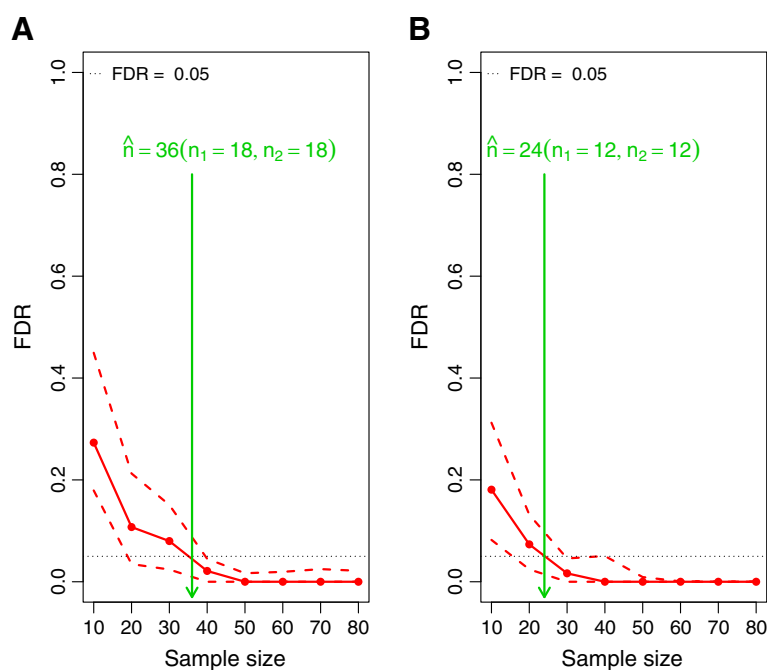 A
FDR = 0.05
n̂ = 36(n₁ = 18, n₂ = 18)
1.0
0.8
0.6
0.4
0.2
0.0
FDR
10 20 30 40 50 60 70 80
Sample size
B
FDR = 0.05
n̂ = 24(n₁ = 12, n₂ = 12)
1.0
0.8
0.6
0.4
0.2
0.0
FDR
10 20 30 40 50 60 70 80
Sample size